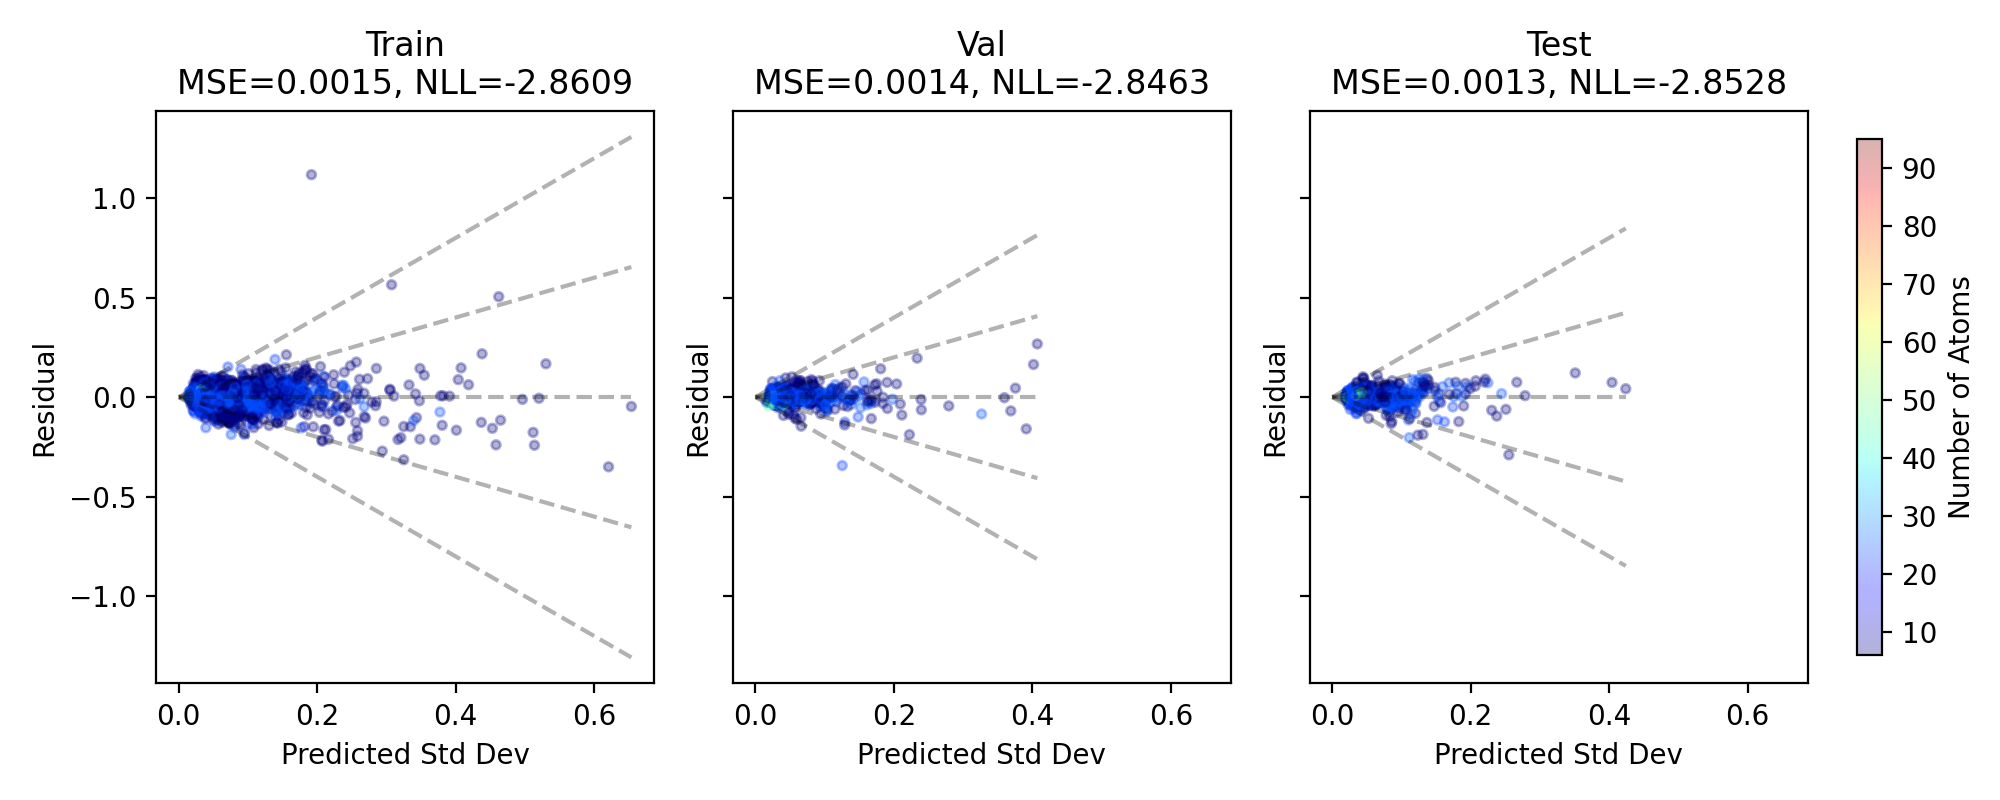 Train
MSE=0.0015, NLL=-2.8609
Val
MSE=0.0014, NLL=-2.8463
Test
MSE=0.0013, NLL=-2.8528
1.0
0.5
0.0
−0.5
−1.0
Residual
0.0 0.2 0.4 0.6
Predicted Std Dev
Residual
0.0 0.2 0.4 0.6
Predicted Std Dev
Residual
0.0 0.2 0.4 0.6
Predicted Std Dev
90
80
70
60
50
40
30
20
10
Number of Atoms